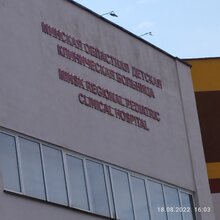 МИНСКАЯ ОБЛАСТНАЯ ДЕТСКАЯ
КЛИНИЧЕСКАЯ БОЛЬНИЦА
MINSK REGIONAL PEDIATRIC
CLINICAL HOSPITAL
18.08.2022 16:03